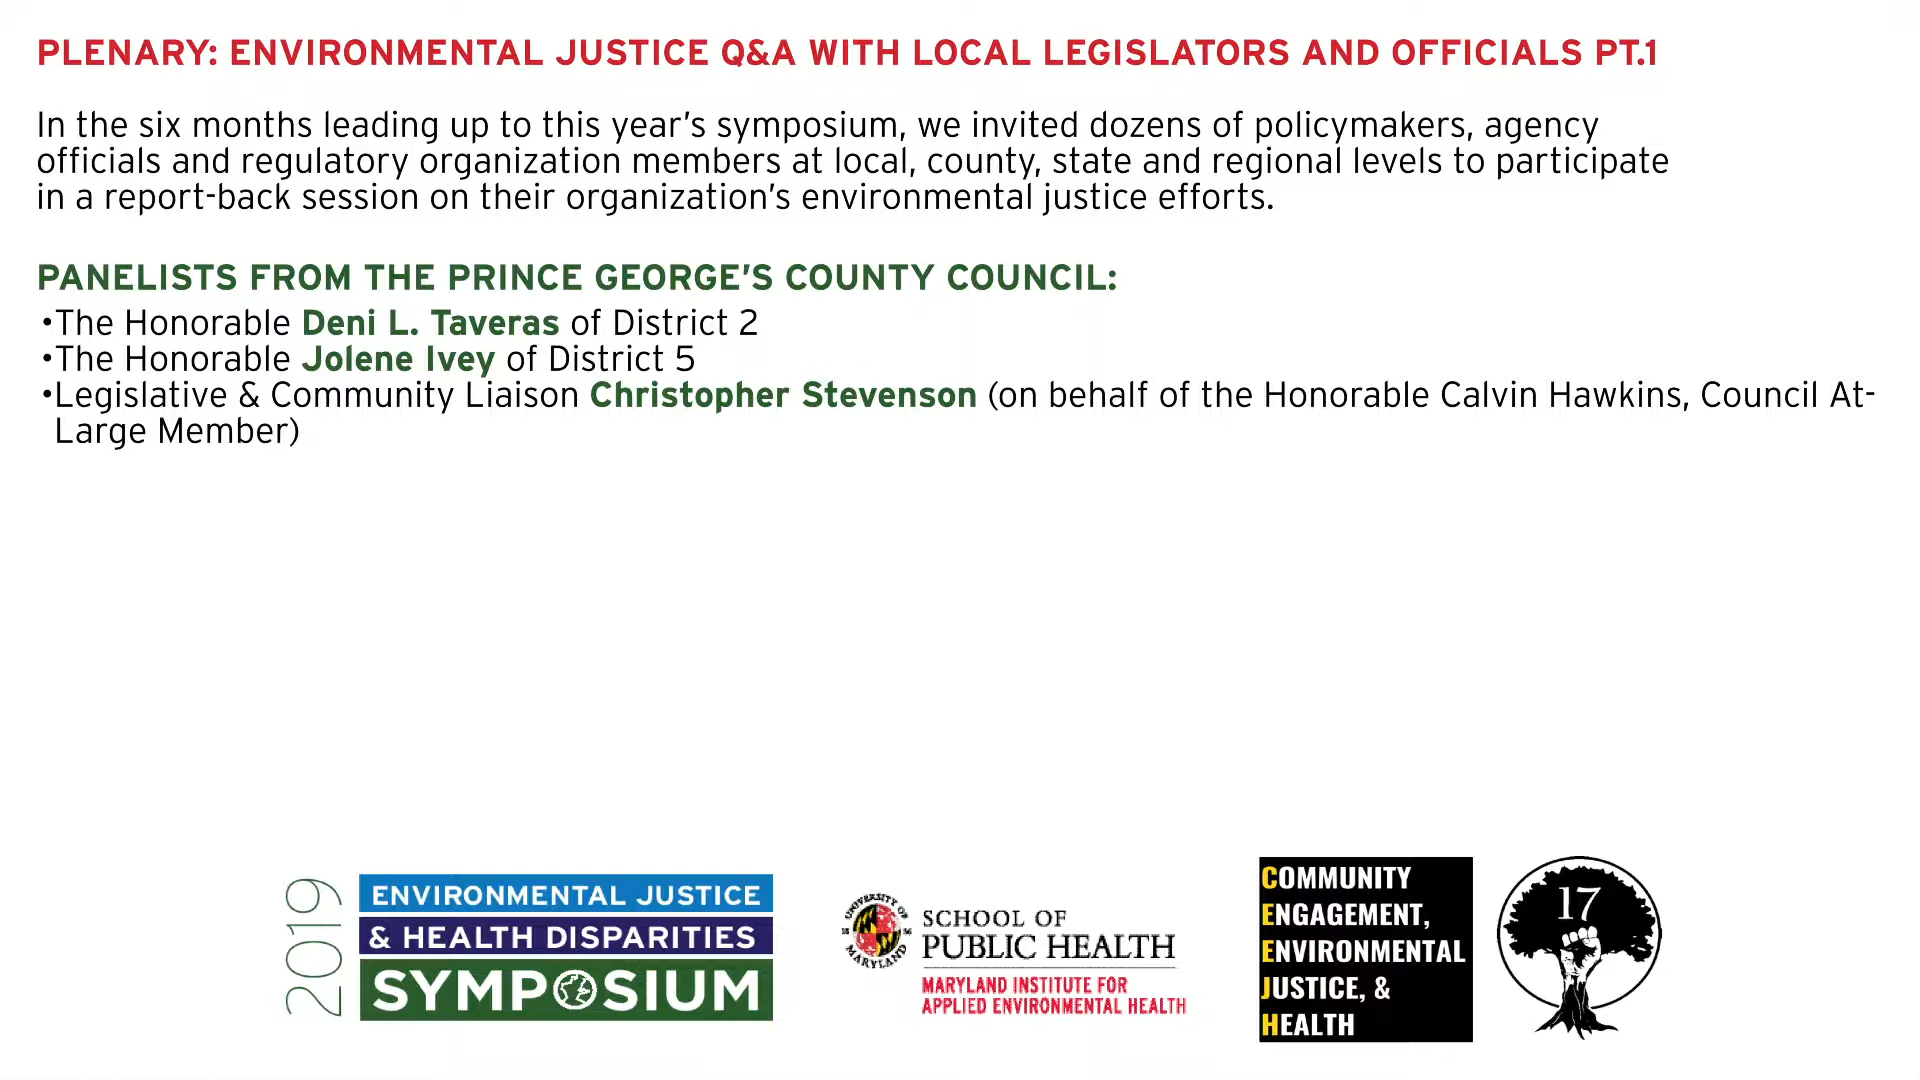 PLENARY: ENVIRONMENTAL JUSTICE Q&A WITH LOCAL LEGISLATORS AND OFFICIALS PT.1
In the six months leading up to this year's symposium, we invited dozens of policymakers, agency
officials and regulatory organization members at local, county, state and regional levels to participate
in a report-back session on their organization's environmental justice efforts.
PANELISTS FROM THE PRINCE GEORGE'S COUNTY COUNCIL:
•The Honorable Deni L. Taveras of District 2
•The Honorable Jolene Ivey of District 5
•Legislative & Community Liaison Christopher Stevenson (on behalf of the Honorable Calvin Hawkins, Council At-
Large Member)
2019
ENVIRONMENTAL JUSTICE
& HEALTH DISPARITIES
SYMPOSIUM
UNIVERSITY OF
MARYLAND
18 56
SCHOOL OF
PUBLIC HEALTH
MARYLAND INSTITUTE FOR
APPLIED ENVIRONMENTAL HEALTH
COMMUNITY
ENGAGEMENT,
ENVIRONMENTAL
JUSTICE, &
HEALTH
17